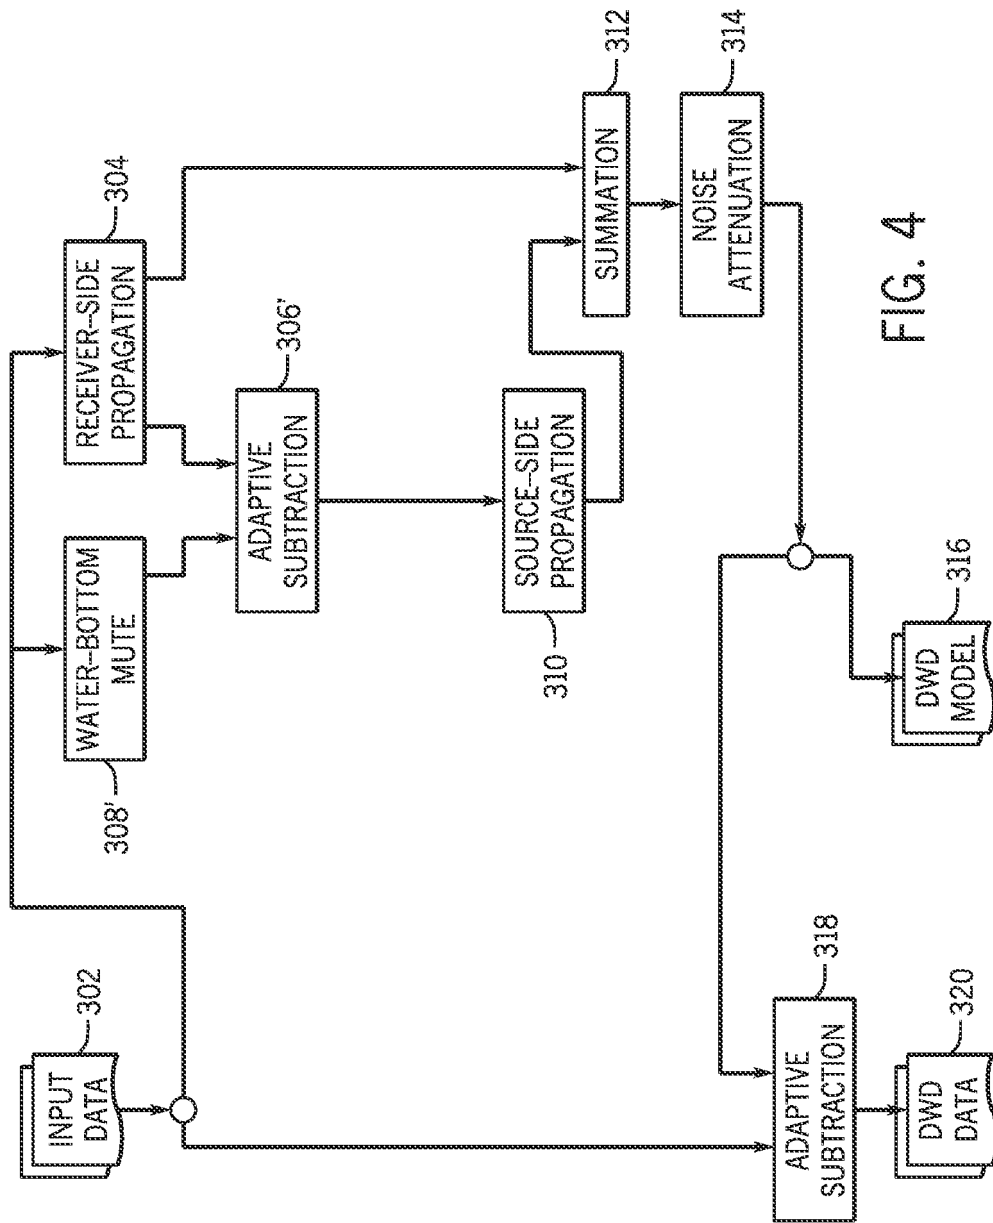 INPUT
DATA
302
WATER-BOTTOM
MUTE
308'
RECEIVER-SIDE
PROPAGATION
304
ADAPTIVE
SUBTRACTION
306'
SOURCE-SIDE
PROPAGATION
310
SUMMATION
312
NOISE
ATTENUATION
314
ADAPTIVE
SUBTRACTION
318
DWD
MODEL
316
DWD
DATA
320
FIG. 4